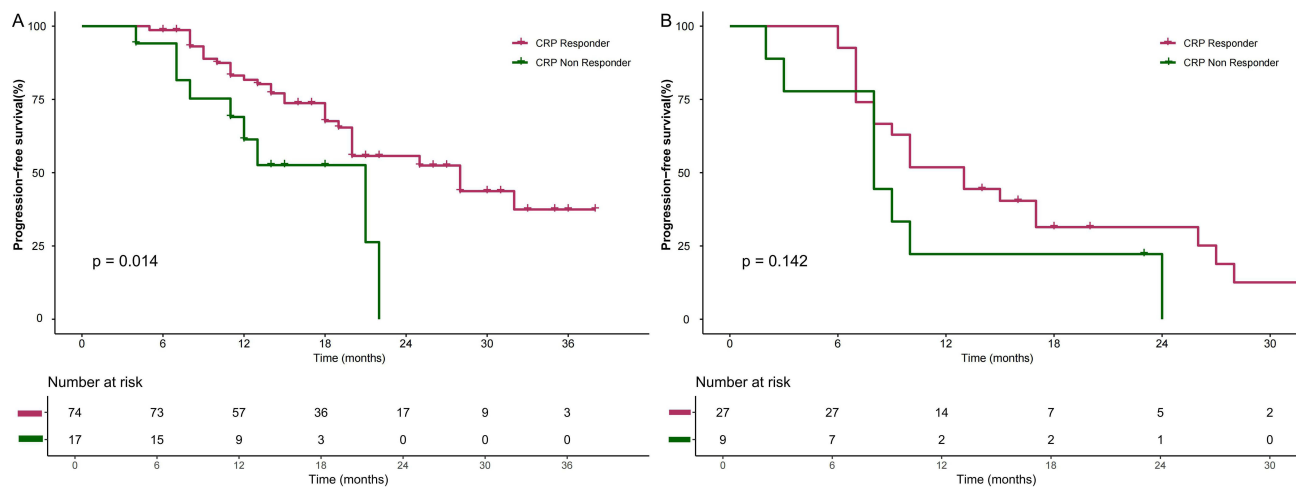 A
Progression−free survival(%)
100
75
50
25
0
CRP Responder
CRP Non Responder
p = 0.014
0 6 12 18 24 30 36
Time (months)
Number at risk
74 73 57 36 17 9 3
17 15 9 3 0 0 0
0 6 12 18 24 30 36
Time (months)
B
Progression−free survival(%)
100
75
50
25
0
CRP Responder
CRP Non Responder
p = 0.142
0 6 12 18 24 30
Time (months)
Number at risk
27 27 14 7 5 2
9 7 2 2 1 0
0 6 12 18 24 30
Time (months)